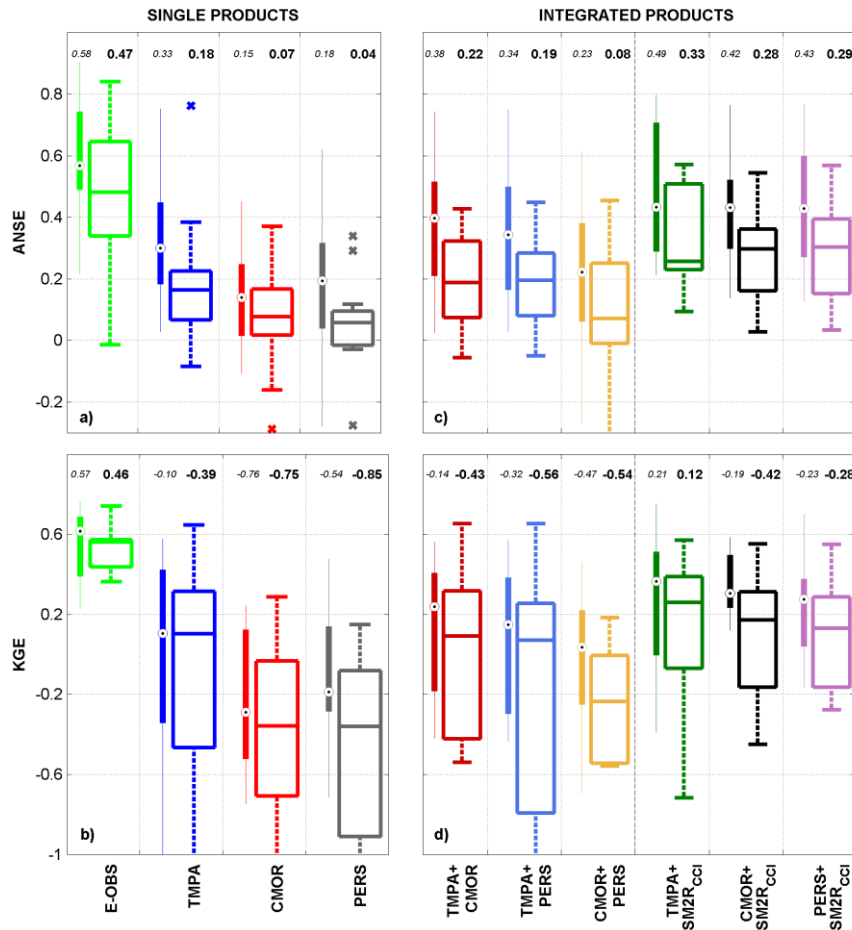 SINGLE PRODUCTS
INTEGRATED PRODUCTS
0.58 0.47 0.33 0.18 0.15 0.07 0.18 0.04
0.38 0.22 0.34 0.19 0.23 0.08 0.49 0.33 0.42 0.28 0.43 0.29
ANSE
0.8
0.6
0.4
0.2
0
-0.2
a)
c)
0.57 0.46 -0.10 -0.39 -0.76 -0.75 -0.54 -0.85
-0.14 -0.43 -0.32 -0.56 -0.47 -0.54 0.21 0.12 -0.19 -0.42 -0.23 -0.28
KGE
0.6
0.2
-0.2
-0.6
-1
b)
d)
E-OBS
TMPA
CMOR
PERS
TMPA+
CMOR
TMPA+
PERS
CMOR+
PERS
TMPA+
SM2RCCI
CMOR+
SM2RCCI
PERS+
SM2RCCI